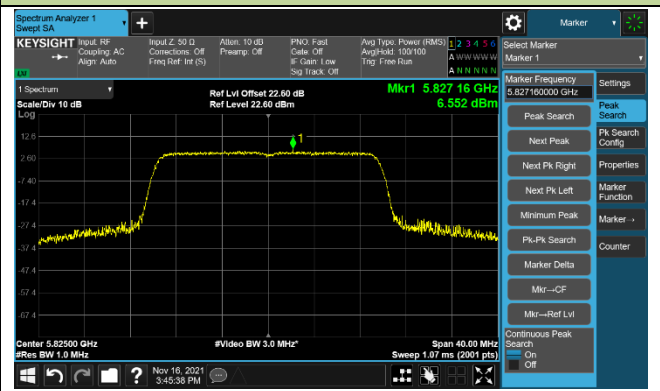 Spectrum Analyzer 1
Swept SA
+
Marker
KEYSIGHT
Input: RF
Coupling: AC
Align: Auto
Input Z: 50 Ω
Corrections: Off
Freq Ref: Int (S)
Atten: 10 dB
Preamp: Off
PNO: Fast
Gate: Off
IF Gain: Low
Sig Track: Off
Avg Type: Power (RMS)
Avg|Hold: 100/100
Trig: Free Run
1 2 3 4 5 6
A W W W W W
A N N N N N
LXI
Select Marker
Marker 1
1 Spectrum
Scale/Div 10 dB
Log
Ref Lvl Offset 22.60 dB
Ref Level 22.60 dBm
Mkr1 5.827 16 GHz
6.552 dBm
1
12.6
2.60
-7.40
-17.4
-27.4
-37.4
-47.4
-57.4
-67.4
Center 5.82500 GHz
#Res BW 1.0 MHz
#Video BW 3.0 MHz*
Span 40.00 MHz
Sweep 1.07 ms (2001 pts)
Marker Frequency
5.827160000 GHz
Peak Search
Next Peak
Next Pk Right
Next Pk Left
Minimum Peak
Pk-Pk Search
Marker Delta
Mkr→CF
Mkr→Ref Lvl
Continuous Peak
Search
On
Off
Settings
Peak
Search
Pk Search
Config
Properties
Marker
Function
Marker→
Counter
?
Nov 16, 2021
3:45:38 PM